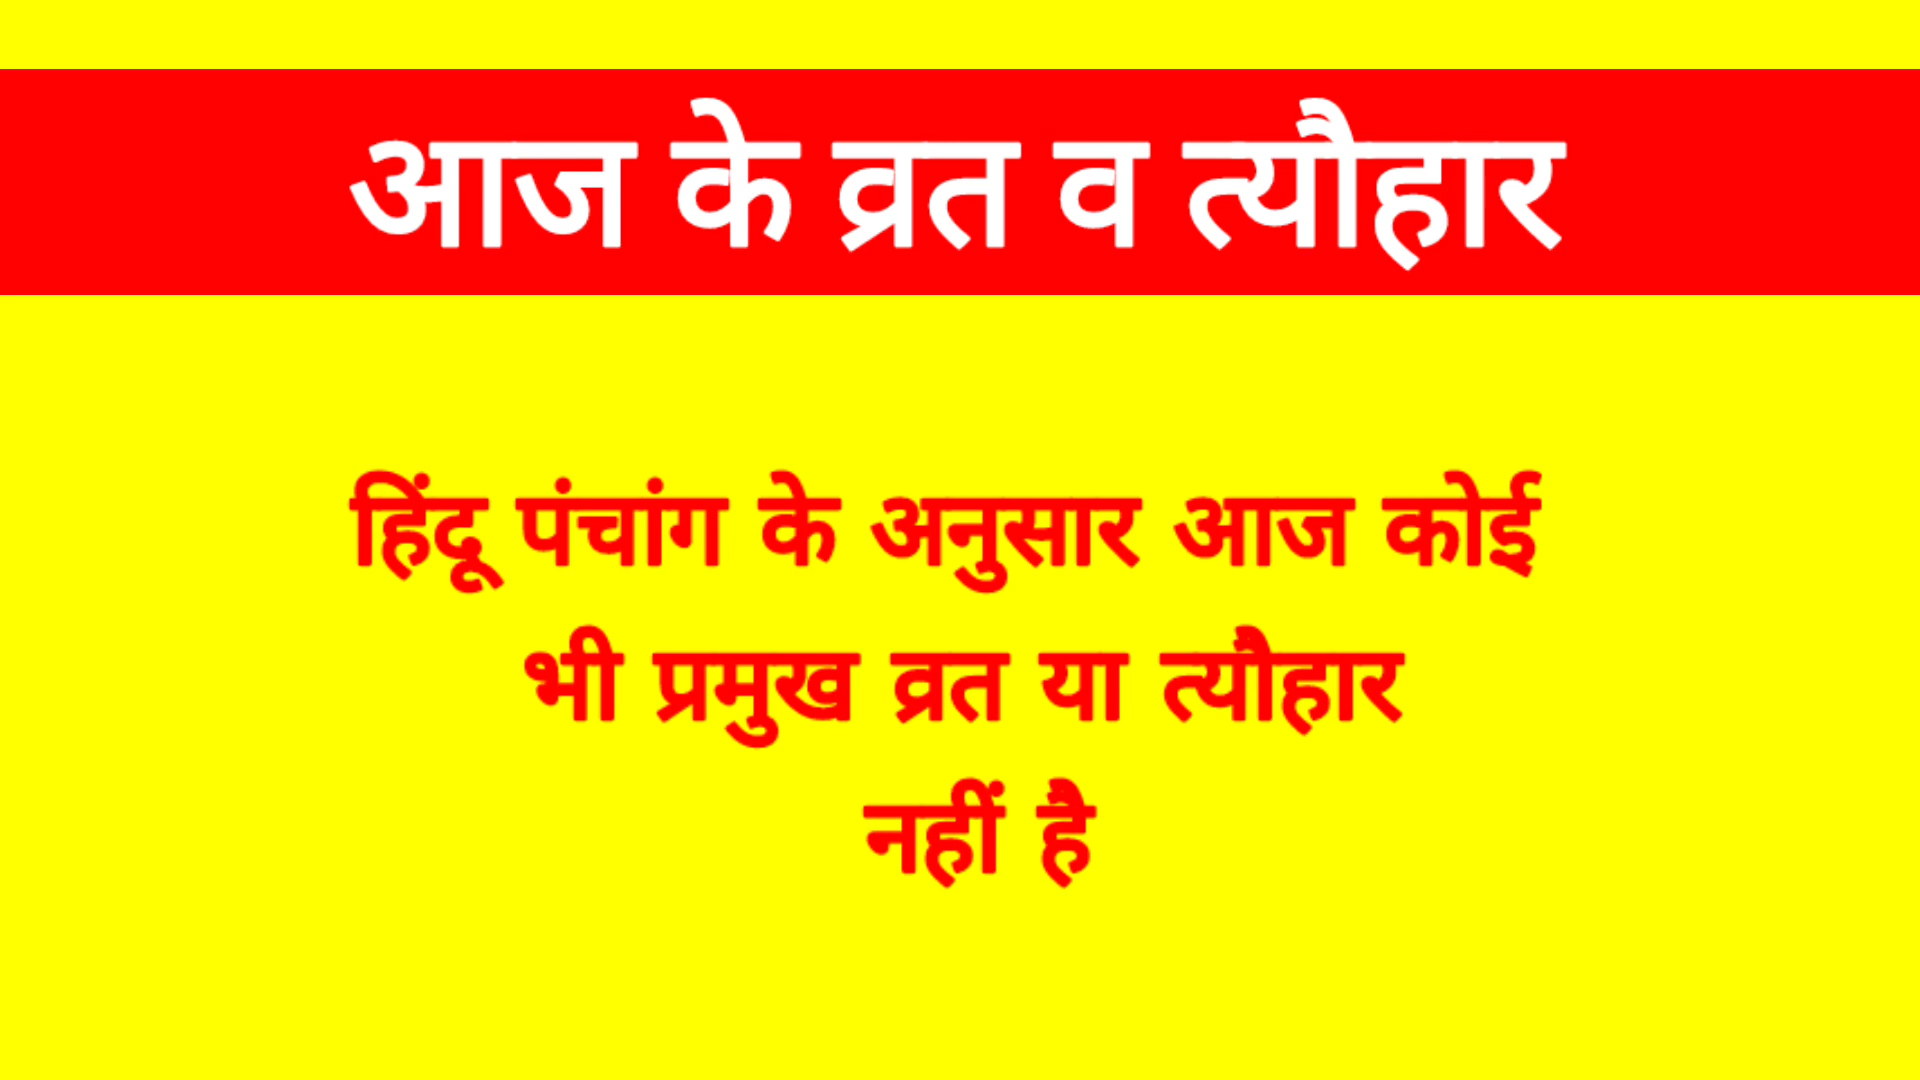 आज के व्रत व त्यौहार
हिंदू पंचांग के अनुसार आज कोई
भी प्रमुख व्रत या त्यौहार
नहीं है